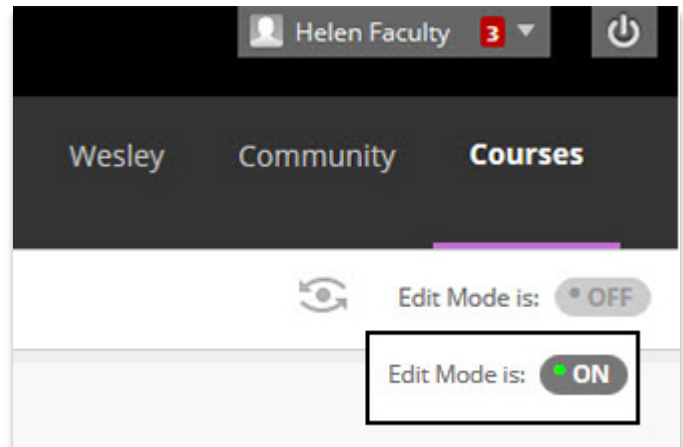 Helen Faculty 3
Wesley Community Courses
Edit Mode is: OFF
Edit Mode is: ON